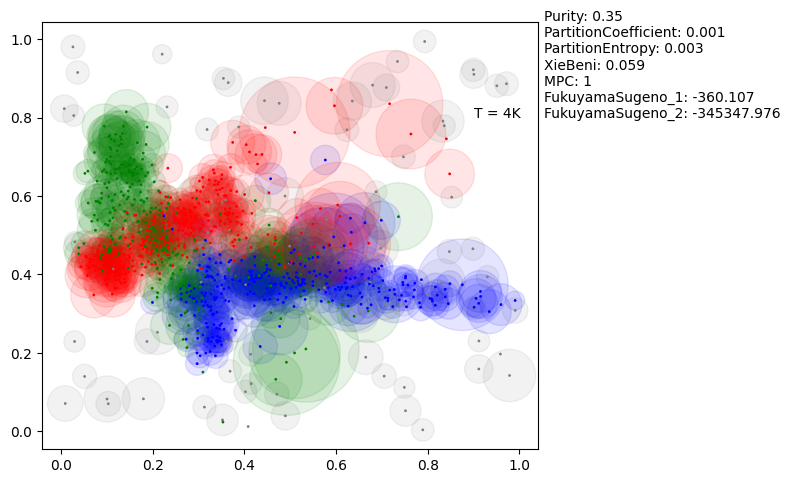 Purity: 0.35
PartitionCoefficient: 0.001
PartitionEntropy: 0.003
XieBeni: 0.059
MPC: 1
FukuyamaSugeno_1: -360.107
FukuyamaSugeno_2: -345347.976
T = 4K
1.0
0.8
0.6
0.4
0.2
0.0
0.0 0.2 0.4 0.6 0.8 1.0